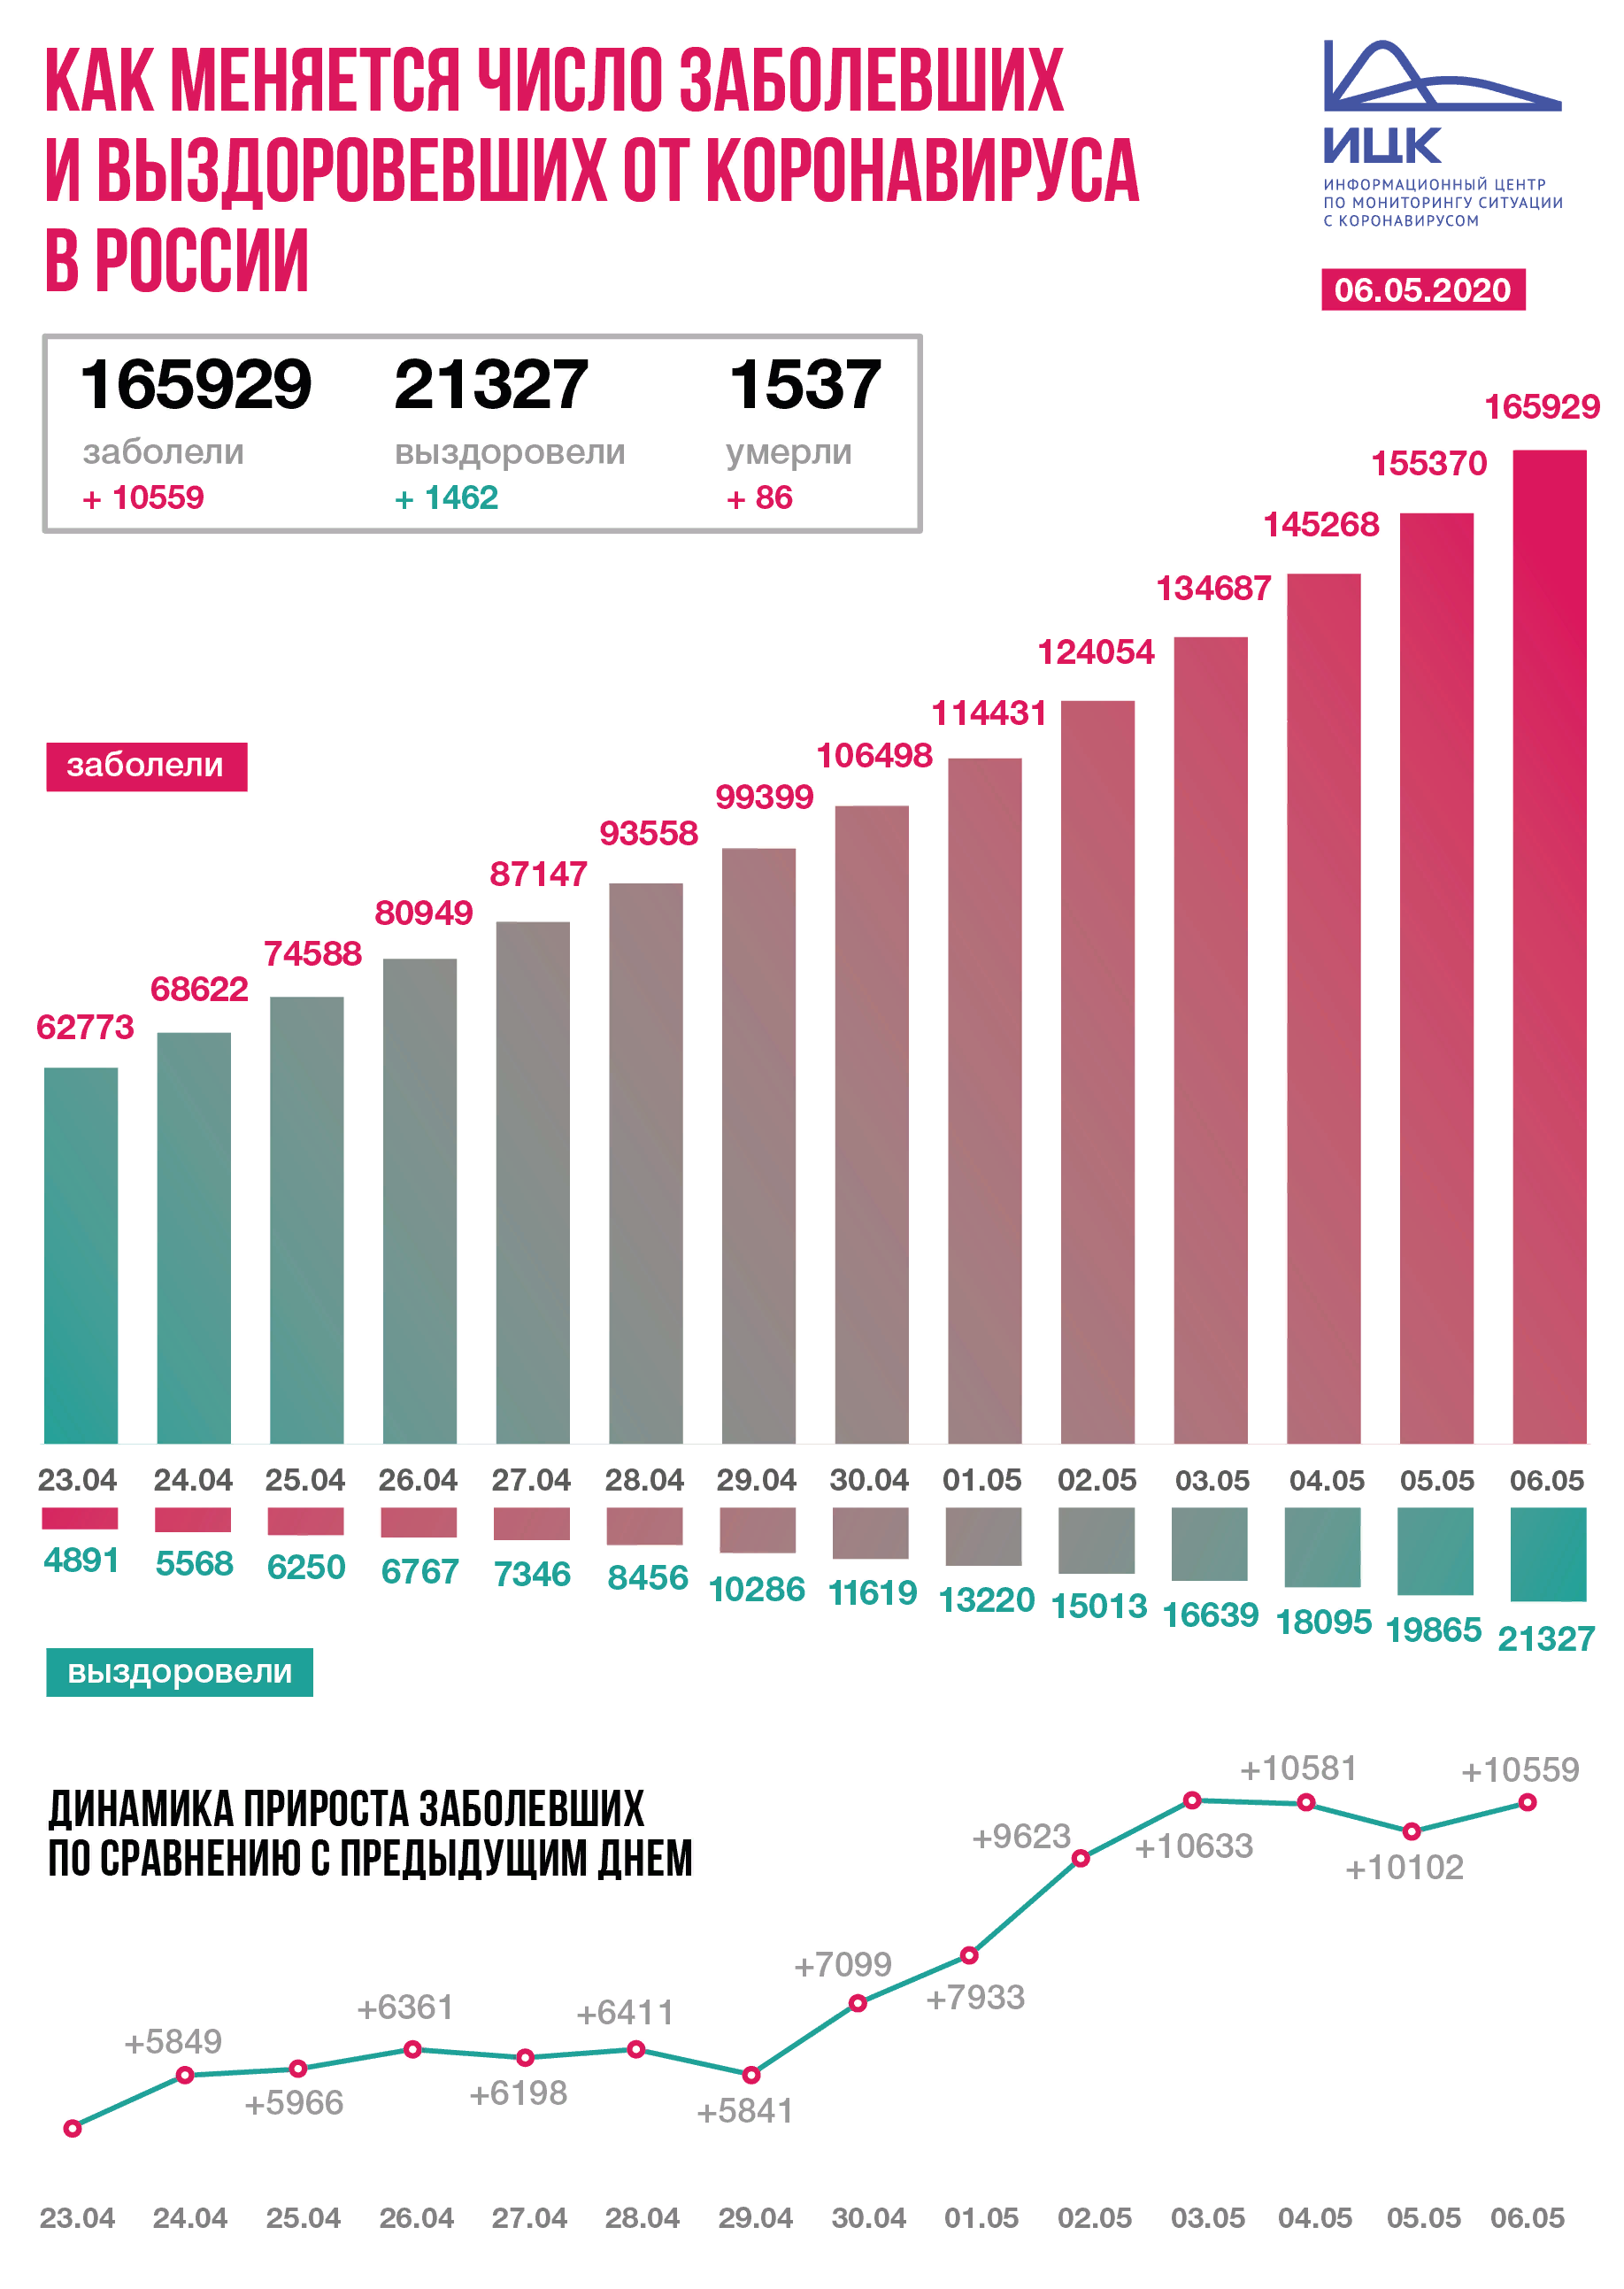 КАК МЕНЯЕТСЯ ЧИСЛО ЗАБОЛЕВШИХ
И ВЫЗДОРОВЕВШИХ ОТ КОРОНАВИРУСА
В РОССИИ
ИЦК
ИНФОРМАЦИОННЫЙ ЦЕНТР
ПО МОНИТОРИНГУ СИТУАЦИИ
С КОРОНАВИРУСОМ
06.05.2020
165929 21327 1537
заболели выздоровели умерли
+ 10559 + 1462 + 86
заболели
62773 68622 74588 80949 87147 93558 99399 106498 114431 124054 134687 145268 155370 165929
23.04 24.04 25.04 26.04 27.04 28.04 29.04 30.04 01.05 02.05 03.05 04.05 05.05 06.05
4891 5568 6250 6767 7346 8456 10286 11619 13220 15013 16639 18095 19865 21327
выздоровели
ДИНАМИКА ПРИРОСТА ЗАБОЛЕВШИХ
ПО СРАВНЕНИЮ С ПРЕДЫДУЩИМ ДНЕМ
+5849 +5966 +6361 +6198 +6411 +5841 +7099 +7933 +9623 +10633 +10581 +10102 +10559
23.04 24.04 25.04 26.04 27.04 28.04 29.04 30.04 01.05 02.05 03.05 04.05 05.05 06.05